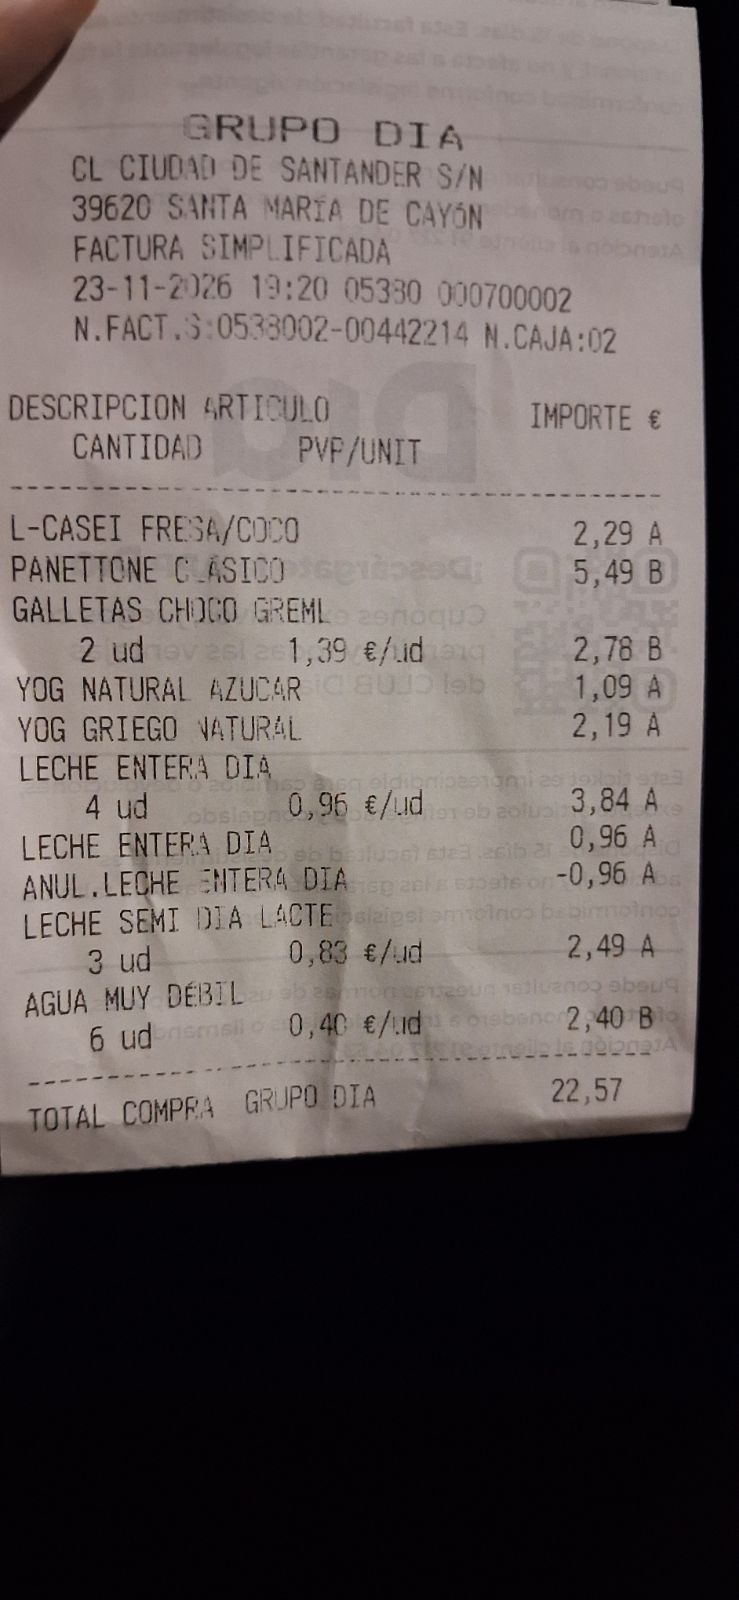 GRUPO DIA
CL CIUDAD DE SANTANDER S/N
39620 SANTA MARÍA DE CAYÓN
FACTURA SIMPLIFICADA
23-11-2026 19:20 05380 000700002
N.FACT.S:0538002-00442214 N.CAJA:02
DESCRIPCION ARTICULO IMPORTE €
CANTIDAD PVP/UNIT
L-CASEI FRESA/COCO 2,29 A
PANETTONE CLÁSICO 5,49 B
GALLETAS CHOCO GREML
2 ud 1,39 €/ud 2,78 B
YOG NATURAL AZUCAR 1,09 A
YOG GRIEGO NATURAL 2,19 A
LECHE ENTERA DIA
4 ud 0,96 €/ud 3,84 A
LECHE ENTERA DIA 0,96 A
ANUL.LECHE ENTERA DIA -0,96 A
LECHE SEMI DIA LACTE
3 ud 0,83 €/ud 2,49 A
AGUA MUY DÉBIL
6 ud 0,40 €/ud 2,40 B
TOTAL COMPRA GRUPO DIA 22,57